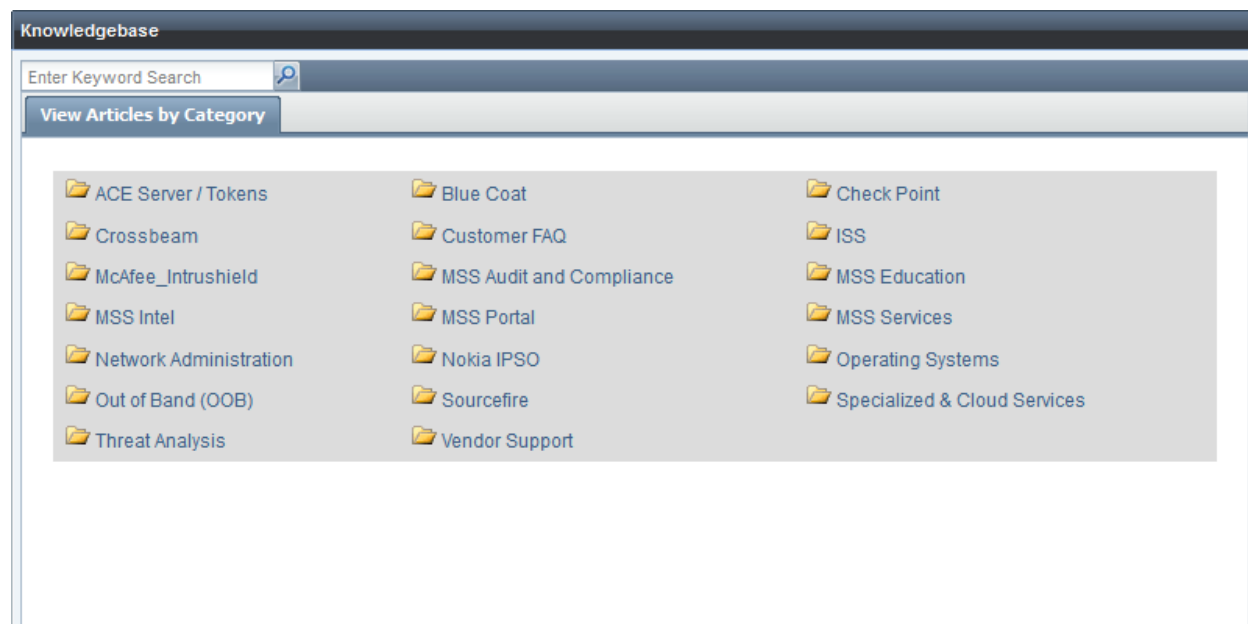 Knowledgebase
Enter Keyword Search
View Articles by Category
ACE Server / Tokens Blue Coat Check Point
Crossbeam Customer FAQ ISS
McAfee_Intrushield MSS Audit and Compliance MSS Education
MSS Intel MSS Portal MSS Services
Network Administration Nokia IPSO Operating Systems
Out of Band (OOB) Sourcefire Specialized & Cloud Services
Threat Analysis Vendor Support